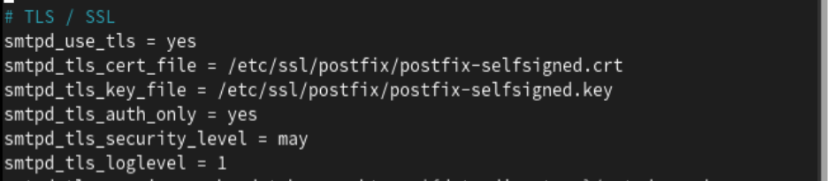 # TLS / SSL
smtpd_use_tls = yes
smtpd_tls_cert_file = /etc/ssl/postfix/postfix-selfsigned.crt
smtpd_tls_key_file = /etc/ssl/postfix/postfix-selfsigned.key
smtpd_tls_auth_only = yes
smtpd_tls_security_level = may
smtpd_tls_loglevel = 1